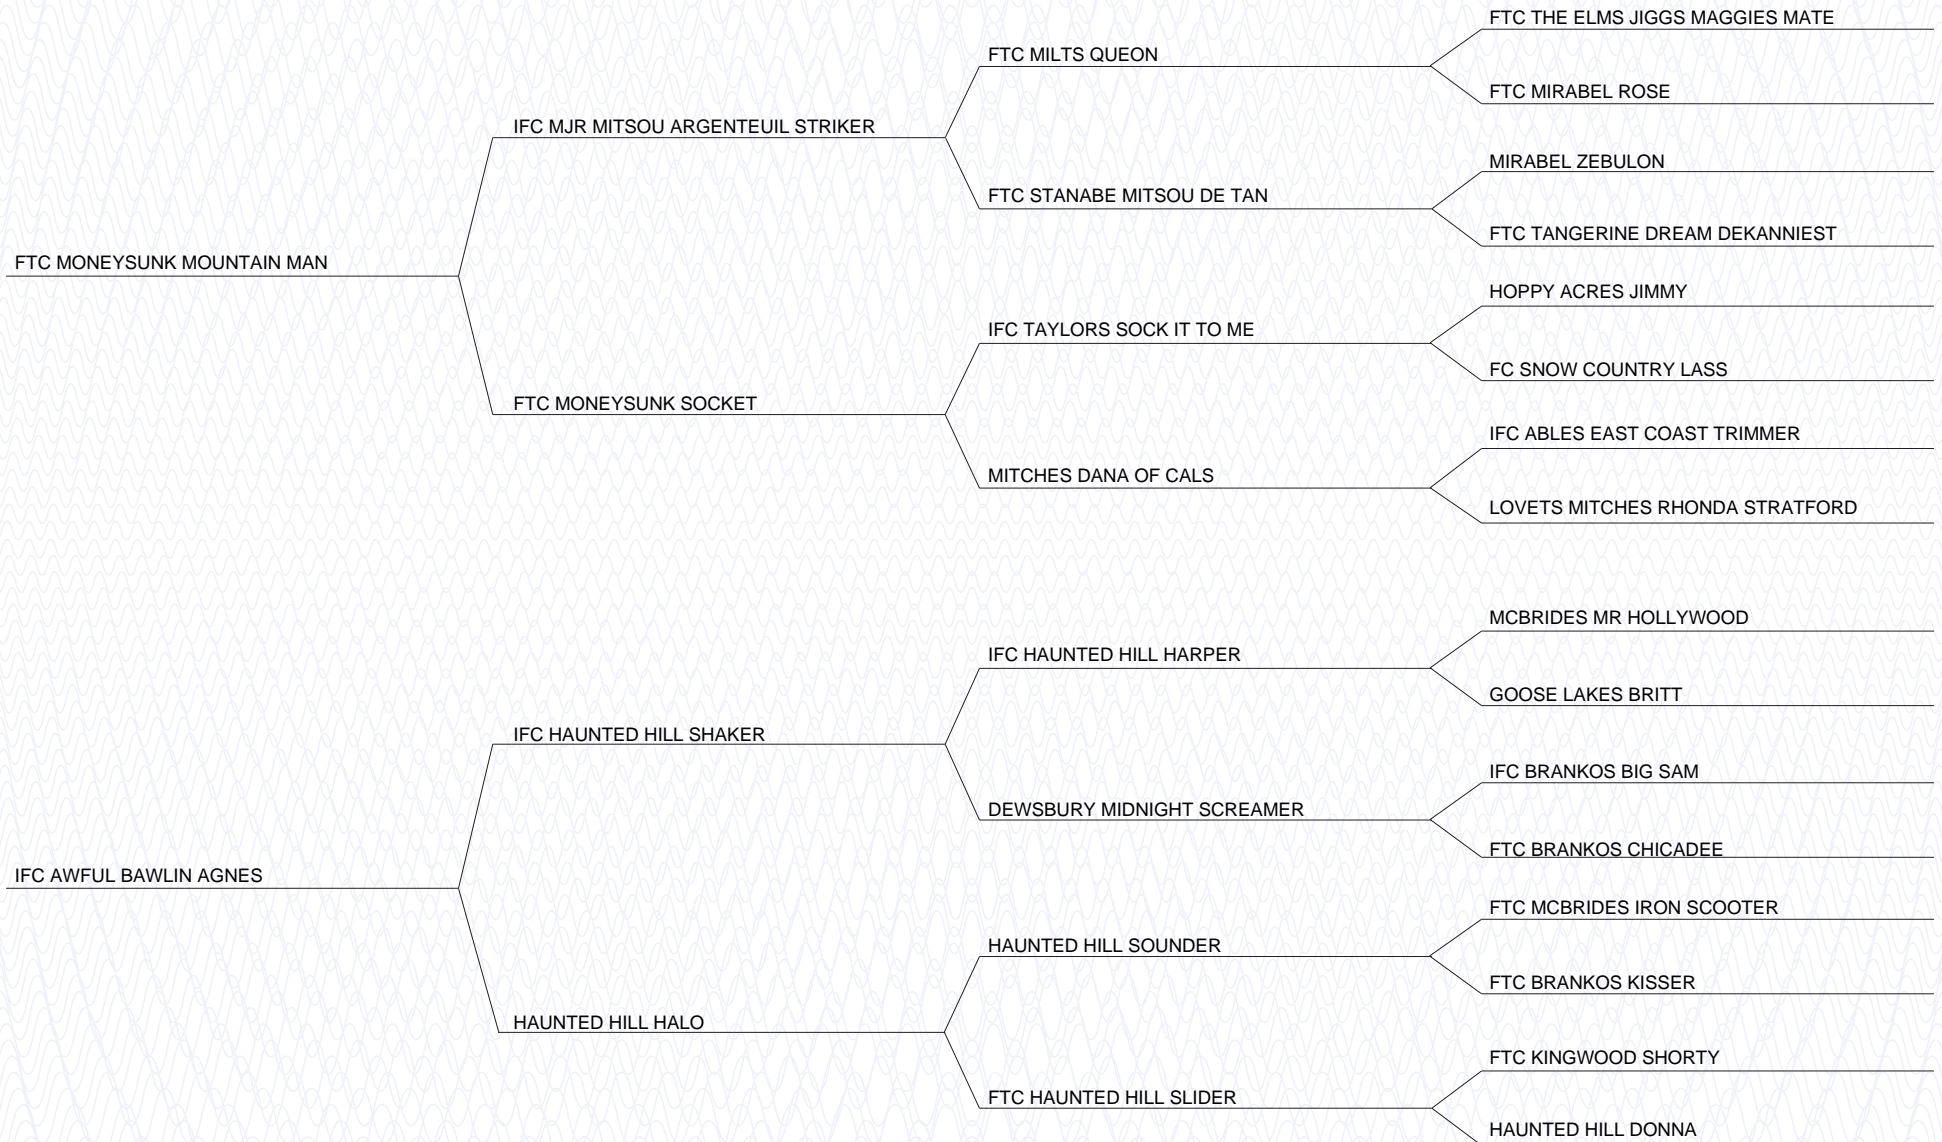 FTC THE ELMS JIGGS MAGGIES MATE
FTC MILTS QUEON
FTC MIRABEL ROSE
IFC MJR MITSOU ARGENTEUIL STRIKER
MIRABEL ZEBULON
FTC STANABE MITSOU DE TAN
FTC TANGERINE DREAM DEKANNIEST
FTC MONEYSUNK MOUNTAIN MAN
HOPPY ACRES JIMMY
IFC TAYLORS SOCK IT TO ME
FC SNOW COUNTRY LASS
FTC MONEYSUNK SOCKET
IFC ABLES EAST COAST TRIMMER
MITCHES DANA OF CALS
LOVETS MITCHES RHONDA STRATFORD
MCBRIDES MR HOLLYWOOD
IFC HAUNTED HILL HARPER
GOOSE LAKES BRITT
IFC HAUNTED HILL SHAKER
IFC BRANKOS BIG SAM
DEWSBURY MIDNIGHT SCREAMER
FTC BRANKOS CHICADEE
IFC AWFUL BAWLIN AGNES
FTC MCBRIDES IRON SCOOTER
HAUNTED HILL SOUNDER
FTC BRANKOS KISSER
HAUNTED HILL HALO
FTC KINGWOOD SHORTY
FTC HAUNTED HILL SLIDER
HAUNTED HILL DONNA